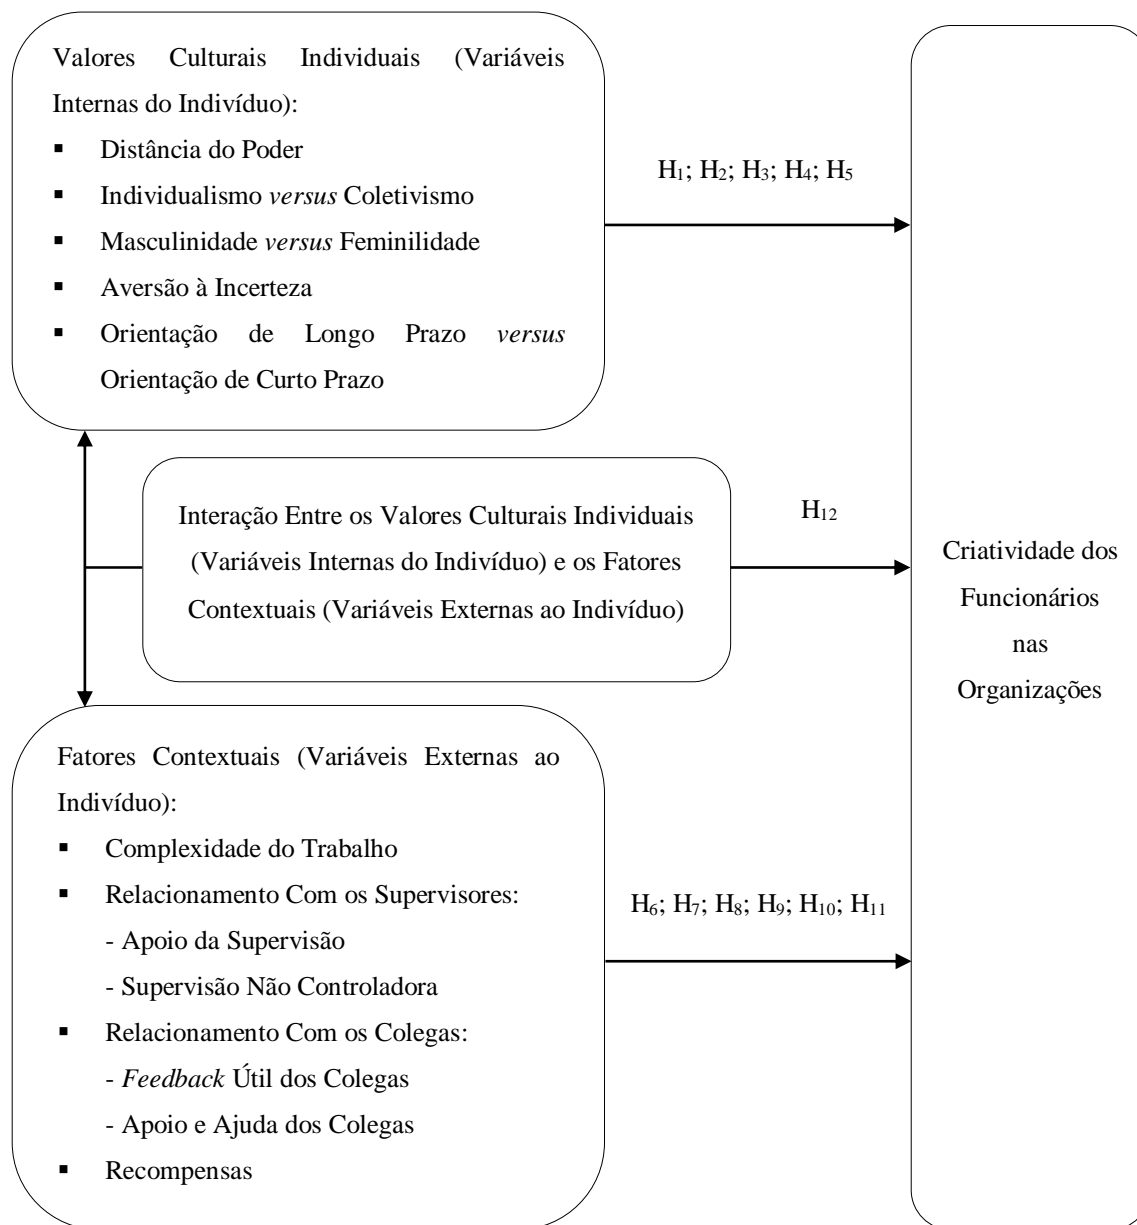 Valores Culturais Individuais (Variáveis
Internas do Indivíduo):
▪ Distância do Poder
▪ Individualismo versus Coletivismo
▪ Masculinidade versus Feminilidade
▪ Aversão à Incerteza
▪ Orientação de Longo Prazo versus
Orientação de Curto Prazo
H₁; H₂; H₃; H₄; H₅
Interação Entre os Valores Culturais Individuais
(Variáveis Internas do Indivíduo) e os Fatores
Contextuais (Variáveis Externas ao Indivíduo)
H₁₂
Fatores Contextuais (Variáveis Externas ao
Indivíduo):
▪ Complexidade do Trabalho
▪ Relacionamento Com os Supervisores:
- Apoio da Supervisão
- Supervisão Não Controladora
▪ Relacionamento Com os Colegas:
- Feedback Útil dos Colegas
- Apoio e Ajuda dos Colegas
▪ Recompensas
H₆; H₇; H₈; H₉; H₁₀; H₁₁
Criatividade dos
Funcionários
nas
Organizações